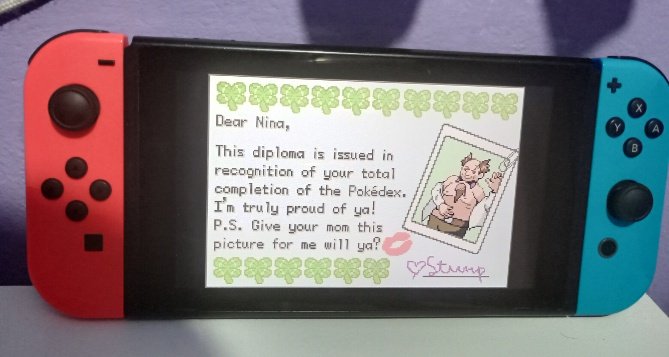 Dear Nina,
This diploma is issued in
recognition of your total
completion of the Pokédex.
I'm truly proud of ya!
P.S. Give your mom this
picture for me will ya?
Stump
X
Y
A
B